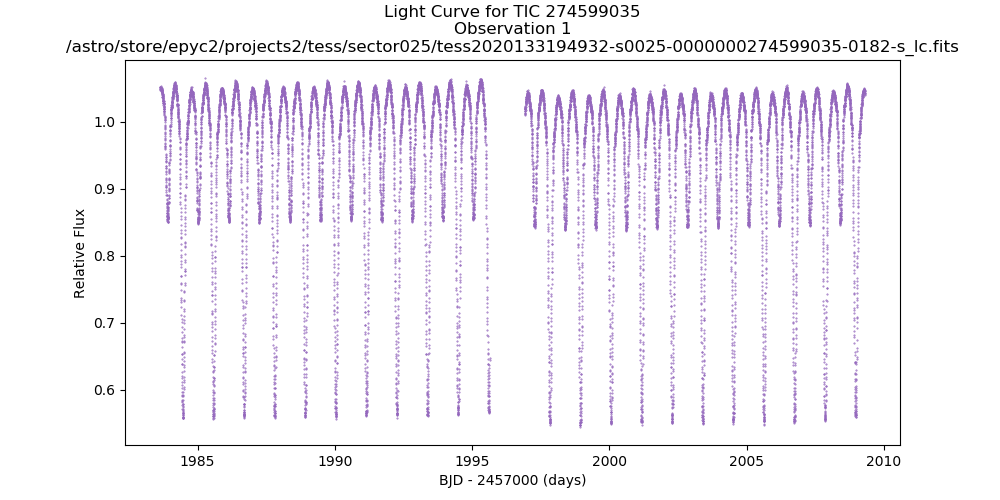 Light Curve for TIC 274599035
Observation 1
/astro/store/epyc2/projects2/tess/sector025/tess2020133194932-s0025-0000000274599035-0182-s_lc.fits
1.0
0.9
0.8
0.7
0.6
Relative Flux
1985
1990
1995
2000
2005
2010
BJD - 2457000 (days)